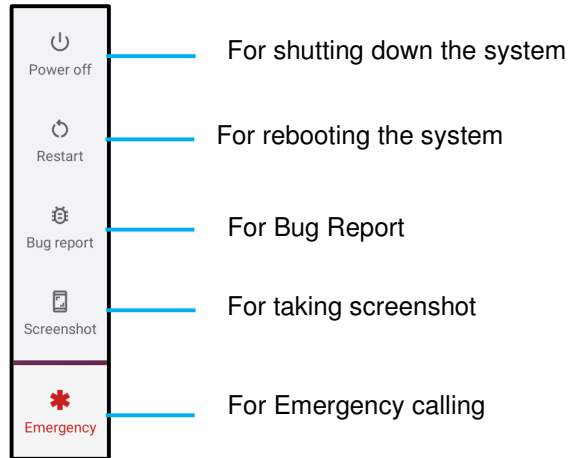 Power off
For shutting down the system
Restart
For rebooting the system
Bug report
For Bug Report
Screenshot
For taking screenshot
Emergency
For Emergency calling